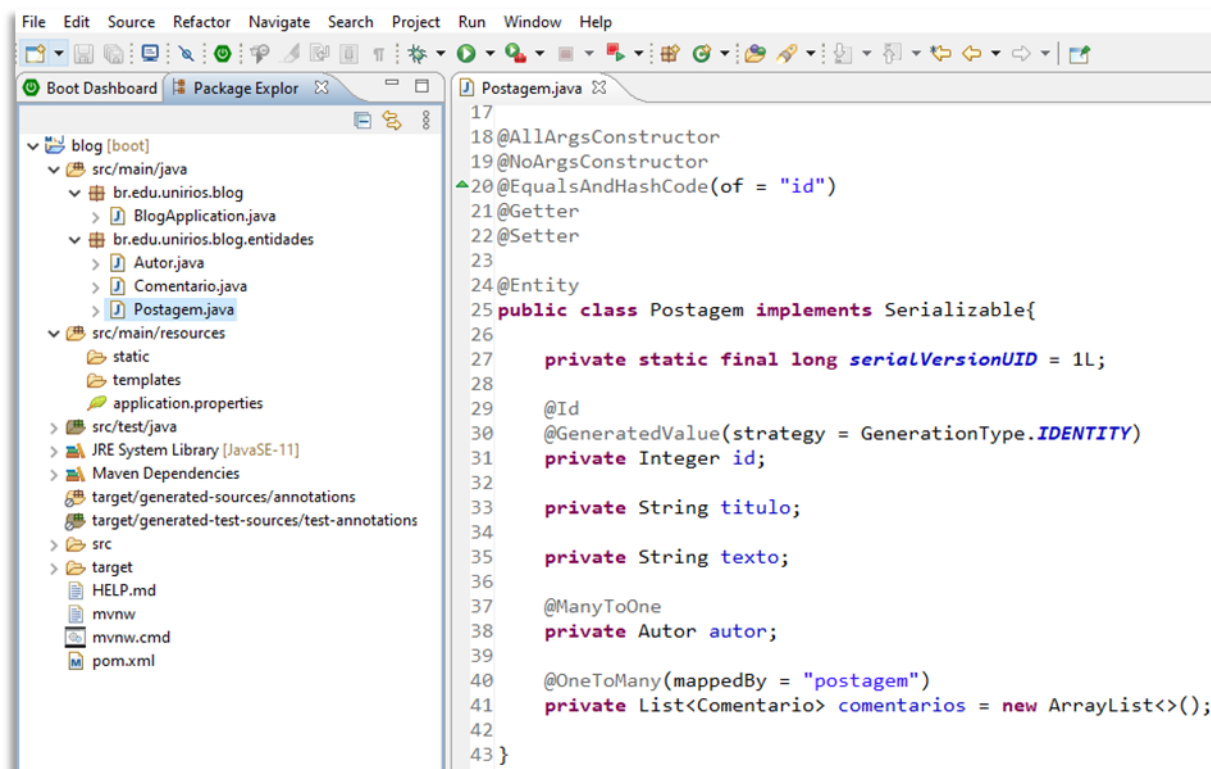 File Edit Source Refactor Navigate Search Project Run Window Help
Boot Dashboard Package Explor
blog [boot]
src/main/java
br.edu.unirios.blog
BlogApplication.java
br.edu.unirios.blog.entidades
Autor.java
Comentario.java
Postagem.java
src/main/resources
static
templates
application.properties
src/test/java
JRE System Library [JavaSE-11]
Maven Dependencies
target/generated-sources/annotations
target/generated-test-sources/test-annotations
src
target
HELP.md
mvnw
mvnw.cmd
pom.xml
Postagem.java
17
18 @AllArgsConstructor
19 @NoArgsConstructor
20 @EqualsAndHashCode(of = "id")
21 @Getter
22 @Setter
23
24 @Entity
25 public class Postagem implements Serializable{
26
27 private static final long serialVersionUID = 1L;
28
29 @Id
30 @GeneratedValue(strategy = GenerationType.IDENTITY)
31 private Integer id;
32
33 private String titulo;
34
35 private String texto;
36
37 @ManyToOne
38 private Autor autor;
39
40 @OneToMany(mappedBy = "postagem")
41 private List<Comentario> comentarios = new ArrayList<>();
42
43 }